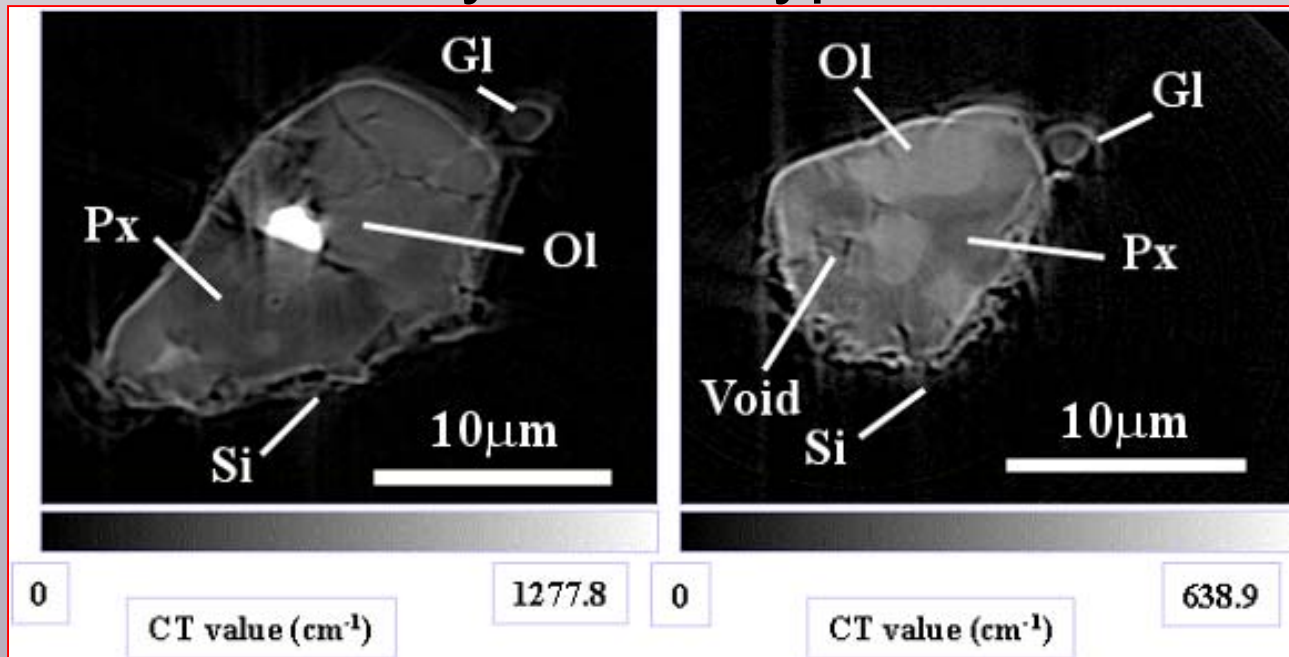 Gl
Px
Ol
Si
10μm
0
1277.8
CT value (cm⁻¹)
Ol
Gl
Px
Void
Si
10μm
0
638.9
CT value (cm⁻¹)